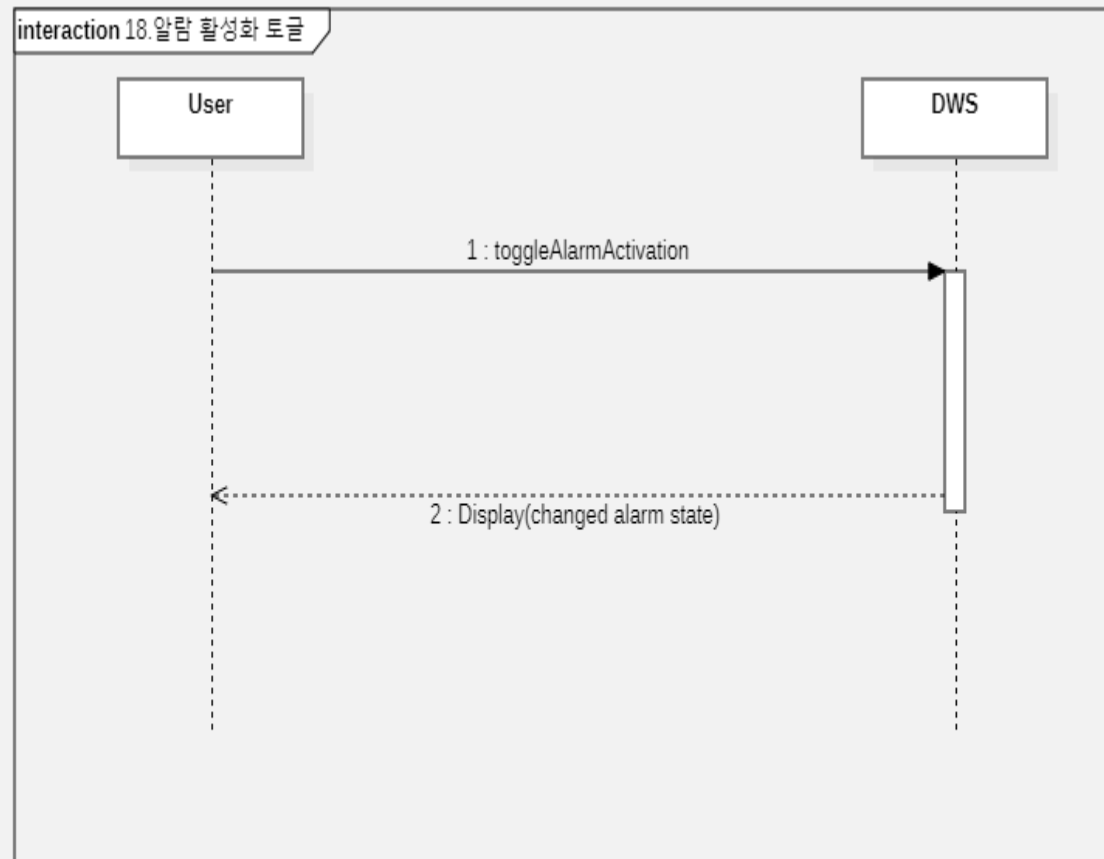 interaction 18.알람 활성화 토글
User
DWS
1 : toggleAlarmActivation
2 : Display(changed alarm state)